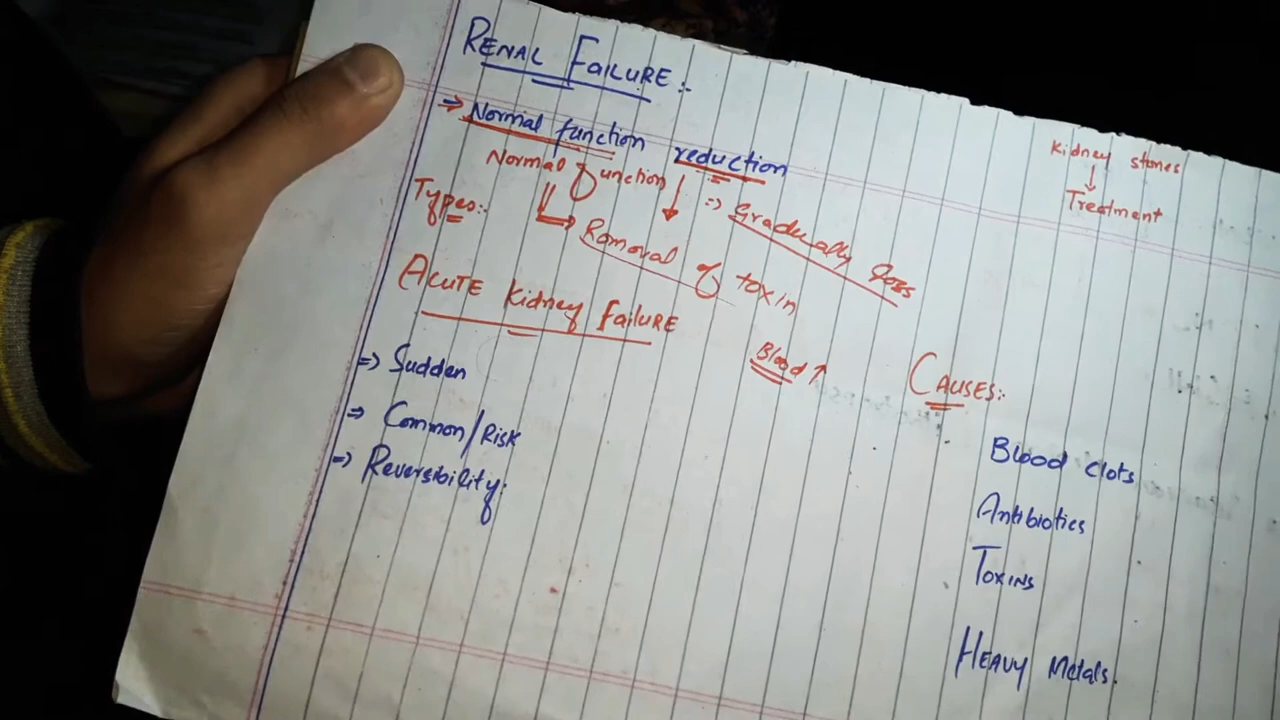 RENAL FAILURE:-
⇒ Normal function reduction
Normal function
⇒ Gradually loss
Types:-
Romoval of toxin
Kidney stones
↓
Treatment
ACUTE Kidney FAILURE
⇒ Sudden
⇒ Common/RISK
⇒ Reversibility:
Blood ↑
CAUSES:-
Blood clots
Antibiotics
Toxins
HEAVY Metals.